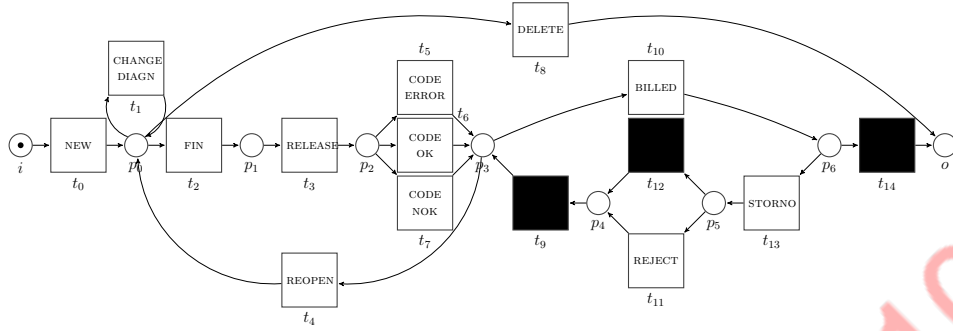 DELETE
t8
t5
t10
CHANGE
DIAGN
t1
CODE
ERROR
t6
BILLED
i
NEW
t0
p0
FIN
t2
p1
RELEASE
t3
p2
CODE
OK
p3
t12
p6
t14
o
CODE
NOK
t7
t9
p4
p5
STORNO
t13
REJECT
t11
REOPEN
t4